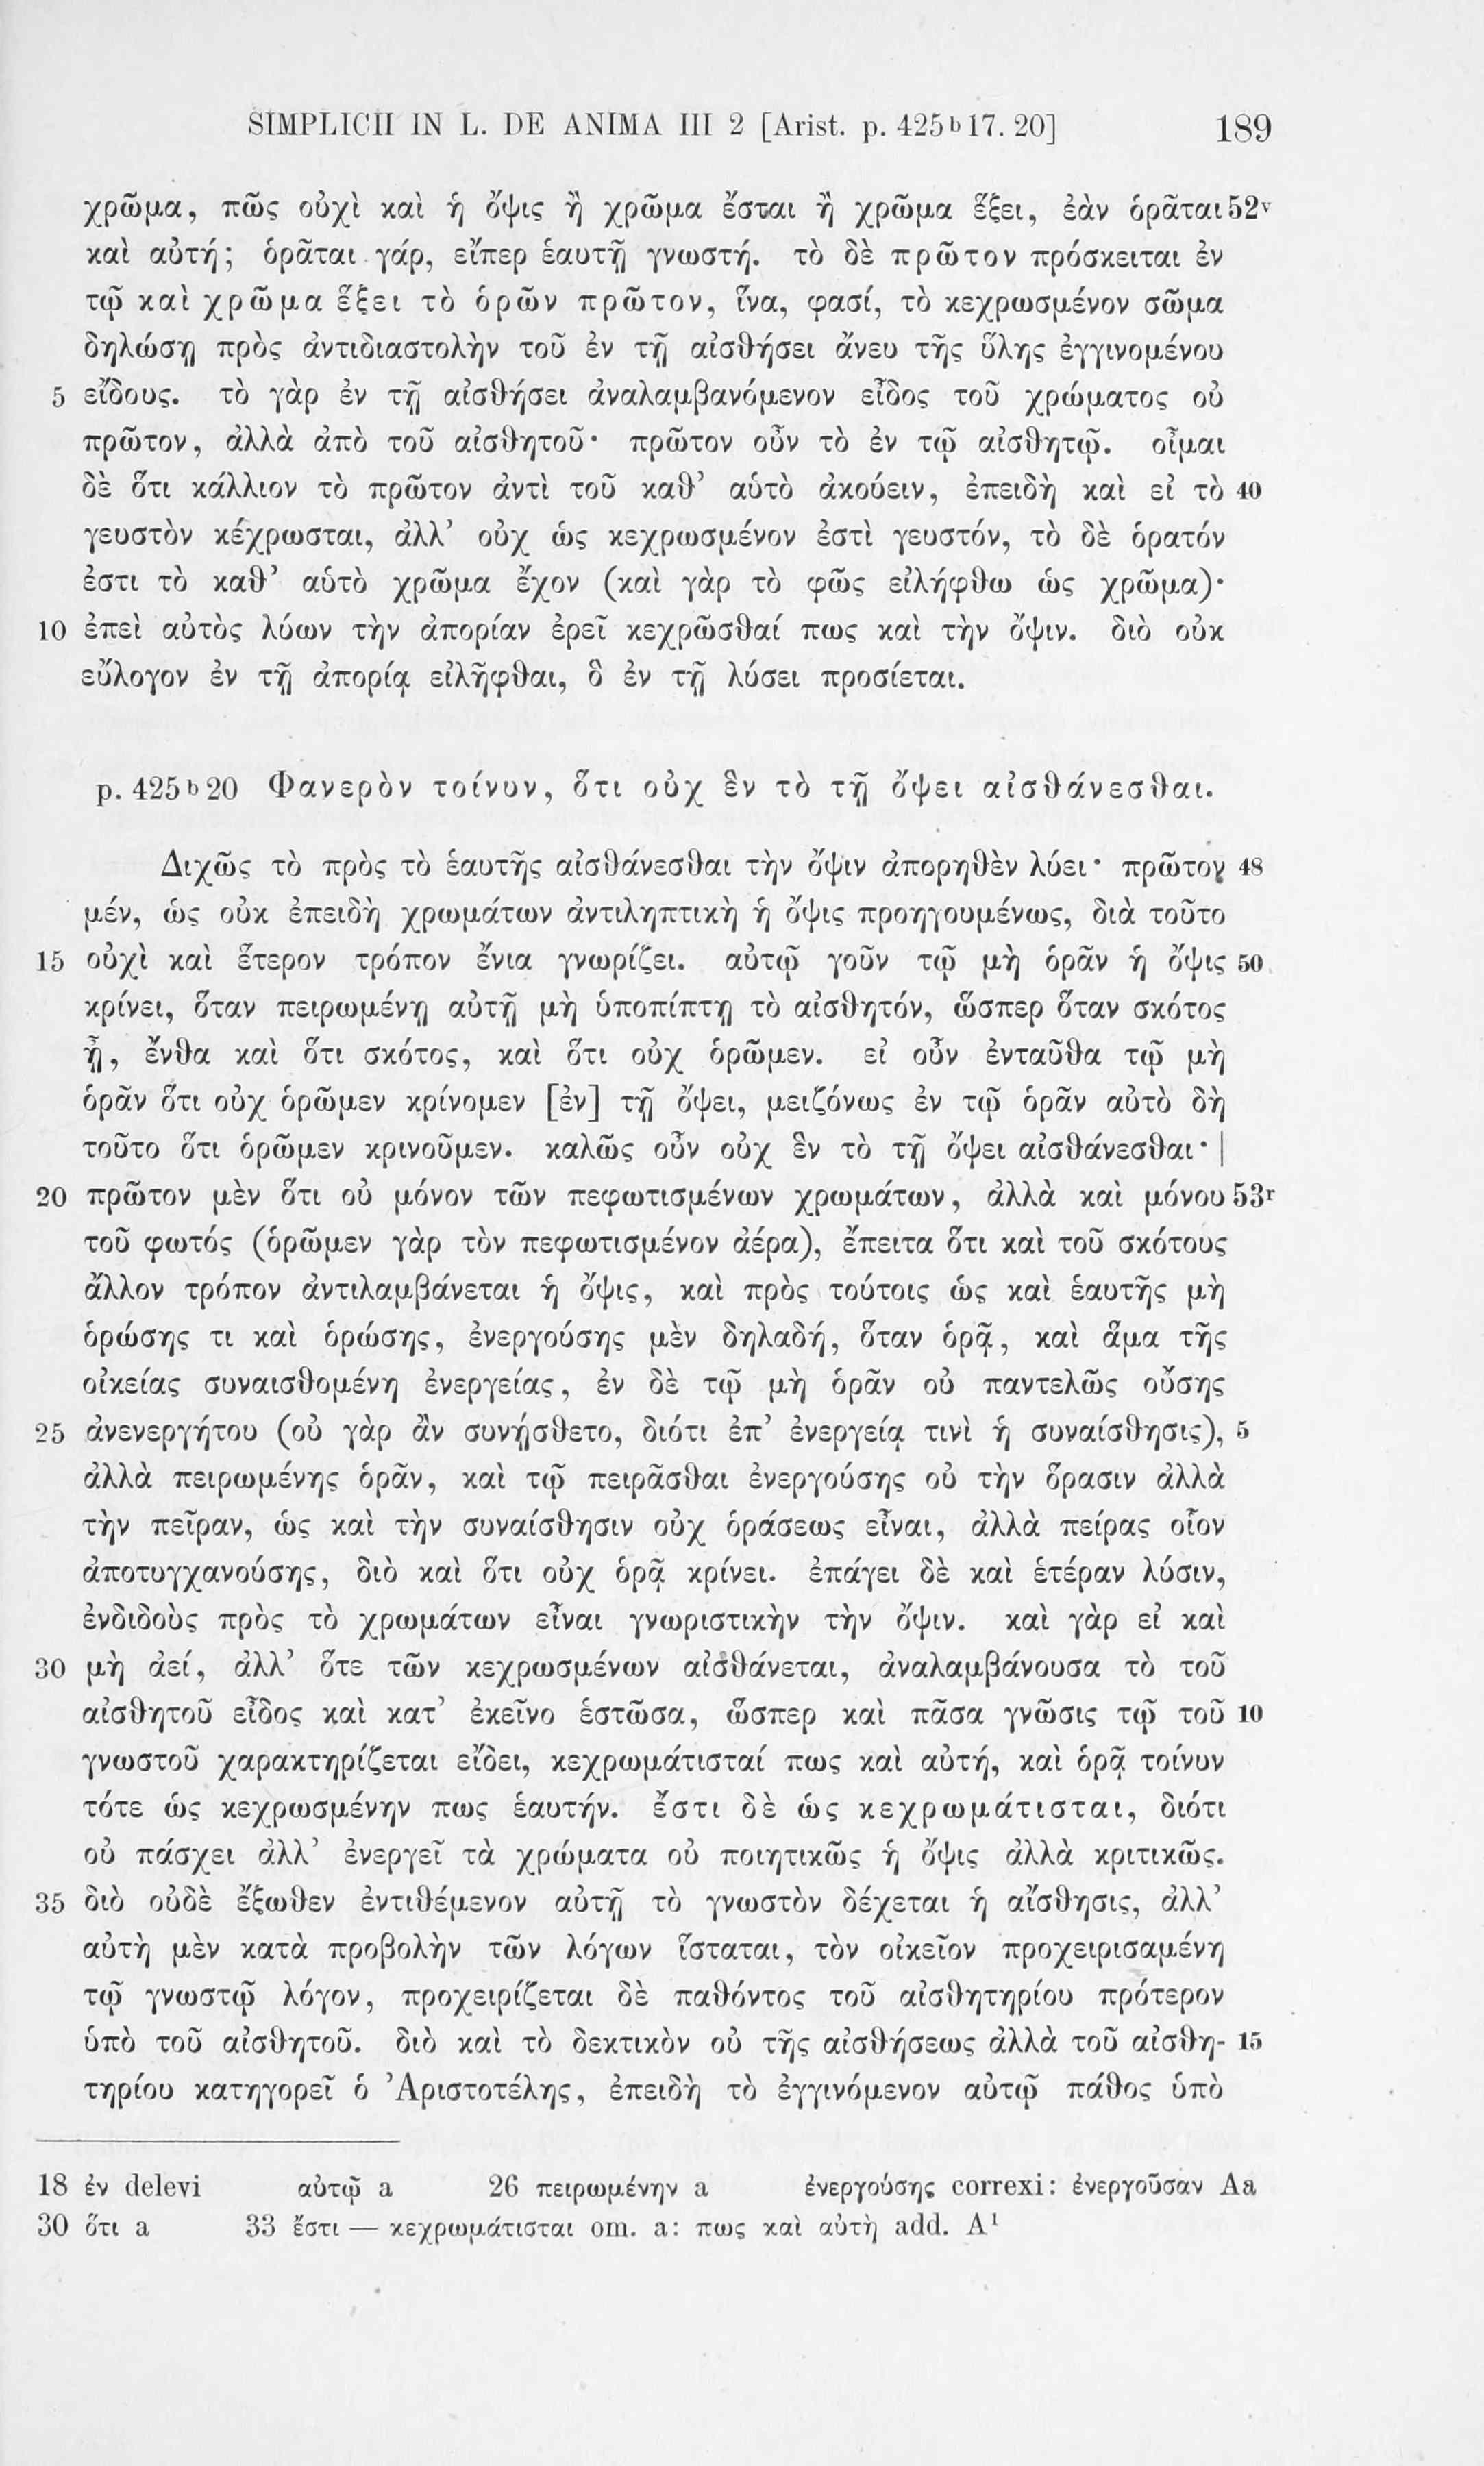 SIMPLICII IN L. DE ANIMA III 2 [Arist. p. 425b17. 20] 189
χρῶμα, πῶς οὐχὶ καὶ ἡ ὄψις ἢ χρῶμα ἔσται ἢ χρῶμα ἕξει, ἐὰν ὁρᾶται 52v
καὶ αὐτή; ὁρᾶται γάρ, εἴπερ ἑαυτῇ γνωστή. τὸ δὲ πρῶτον πρόσκειται ἐν
τῷ καὶ χρῶμα ἕξει τὸ ὁρῶν πρῶτον, ἵνα, φασί, τὸ κεχρωσμένον σῶμα
δηλώσῃ πρὸς ἀντιδιαστολὴν τοῦ ἐν τῇ αἰσθήσει ἄνευ τῆς ὕλης ἐγγινομένου
5 εἴδους. τὸ γὰρ ἐν τῇ αἰσθήσει ἀναλαμβανόμενον εἶδος τοῦ χρώματος οὐ
πρῶτον, ἀλλὰ ἀπὸ τοῦ αἰσθητοῦ· πρῶτον οὖν τὸ ἐν τῷ αἰσθητῷ. οἶμαι
δὲ ὅτι κάλλιον τὸ πρῶτον ἀντὶ τοῦ καθ’ αὑτὸ ἀκούειν, ἐπειδὴ καὶ εἰ τὸ 40
γευστὸν κέχρωσται, ἀλλ’ οὐχ ὡς κεχρωσμένον ἐστὶ γευστόν, τὸ δὲ ὁρατόν
ἐστι τὸ καθ’ αὑτὸ χρῶμα ἔχον (καὶ γὰρ τὸ φῶς εἰλήφθω ὡς χρῶμα)·
10 ἐπεὶ αὐτὸς λύων τὴν ἀπορίαν ἐρεῖ κεχρῶσθαί πως καὶ τὴν ὄψιν. διὸ οὐκ
εὔλογον ἐν τῇ ἀπορίᾳ εἰλῆφθαι, ὃ ἐν τῇ λύσει προσίεται.
p. 425b20 Φανερὸν τοίνυν, ὅτι οὐχ ἓν τὸ τῇ ὄψει αἰσθάνεσθαι.
Διχῶς τὸ πρὸς τὸ ἑαυτῆς αἰσθάνεσθαι τὴν ὄψιν ἀπορηθὲν λύει· πρῶτον 48
μέν, ὡς οὐκ ἐπειδὴ χρωμάτων ἀντιληπτικὴ ἡ ὄψις προηγουμένως, διὰ τοῦτο
15 οὐχὶ καὶ ἕτερον τρόπον ἔνια γνωρίζει. αὐτῷ γοῦν τῷ μὴ ὁρᾶν ἡ ὄψις 50
κρίνει, ὅταν πειρωμένῃ αὐτῇ μὴ ὑποπίπτῃ τὸ αἰσθητόν, ὥσπερ ὅταν σκότος
ᾖ, ἔνθα καὶ ὅτι σκότος, καὶ ὅτι οὐχ ὁρῶμεν. εἰ οὖν ἐνταῦθα τῷ μὴ
ὁρᾶν ὅτι οὐχ ὁρῶμεν κρίνομεν [ἐν] τῇ ὄψει, μειζόνως ἐν τῷ ὁρᾶν αὐτὸ δὴ
τοῦτο ὅτι ὁρῶμεν κρινοῦμεν. καλῶς οὖν οὐχ ἓν τὸ τῇ ὄψει αἰσθάνεσθαι· |
20 πρῶτον μὲν ὅτι οὐ μόνον τῶν πεφωτισμένων χρωμάτων, ἀλλὰ καὶ μόνου 53r
τοῦ φωτός (ὁρῶμεν γὰρ τὸν πεφωτισμένον ἀέρα), ἔπειτα ὅτι καὶ τοῦ σκότους
ἄλλον τρόπον ἀντιλαμβάνεται ἡ ὄψις, καὶ πρὸς τούτοις ὡς καὶ ἑαυτῆς μὴ
ὁρώσης τι καὶ ὁρώσης, ἐνεργούσης μὲν δηλαδή, ὅταν ὁρᾷ, καὶ ἅμα τῆς
οἰκείας συναισθομένη ἐνεργείας, ἐν δὲ τῷ μὴ ὁρᾶν οὐ παντελῶς οὔσης
25 ἀνενεργήτου (οὐ γὰρ ἂν συνῄσθετο, διότι ἐπ’ ἐνεργείᾳ τινὶ ἡ συναίσθησις), 5
ἀλλὰ πειρωμένης ὁρᾶν, καὶ τῷ πειρᾶσθαι ἐνεργούσης οὐ τὴν ὅρασιν ἀλλὰ
τὴν πεῖραν, ὡς καὶ τὴν συναίσθησιν οὐχ ὁράσεως εἶναι, ἀλλὰ πείρας οἷον
ἀποτυγχανούσης, διὸ καὶ ὅτι οὐχ ὁρᾷ κρίνει. ἐπάγει δὲ καὶ ἑτέραν λύσιν,
ἐνδιδοὺς πρὸς τὸ χρωμάτων εἶναι γνωριστικὴν τὴν ὄψιν. καὶ γὰρ εἰ καὶ
30 μὴ ἀεί, ἀλλ’ ὅτε τῶν κεχρωσμένων αἰσθάνεται, ἀναλαμβάνουσα τὸ τοῦ
αἰσθητοῦ εἶδος καὶ κατ’ ἐκεῖνο ἑστῶσα, ὥσπερ καὶ πᾶσα γνῶσις τῷ τοῦ 10
γνωστοῦ χαρακτηρίζεται εἴδει, κεχρωμάτισταί πως καὶ αὐτή, καὶ ὁρᾷ τοίνυν
τότε ὡς κεχρωσμένην πως ἑαυτήν. ἔστι δὲ ὡς κεχρωμάτισται, διότι
οὐ πάσχει ἀλλ’ ἐνεργεῖ τὰ χρώματα οὐ ποιητικῶς ἡ ὄψις ἀλλὰ κριτικῶς.
35 διὸ οὐδὲ ἔξωθεν ἐντιθέμενον αὐτῇ τὸ γνωστὸν δέχεται ἡ αἴσθησις, ἀλλ’
αὐτὴ μὲν κατὰ προβολὴν τῶν λόγων ἵσταται, τὸν οἰκεῖον προχειρισαμένη
τῷ γνωστῷ λόγον, προχειρίζεται δὲ παθόντος τοῦ αἰσθητηρίου πρότερον
ὑπὸ τοῦ αἰσθητοῦ. διὸ καὶ τὸ δεκτικὸν οὐ τῆς αἰσθήσεως ἀλλὰ τοῦ αἰσθη- 15
τηρίου κατηγορεῖ ὁ Ἀριστοτέλης, ἐπειδὴ τὸ ἐγγινόμενον αὐτῷ πάθος ὑπὸ
18 ἐν delevi αὐτῷ a 26 πειρωμένην a ἐνεργούσης correxi: ἐνεργοῦσαν Aa
30 ὅτι a 33 ἔστι — κεχρωμάτισται om. a: πως καὶ αὐτὴ add. A1